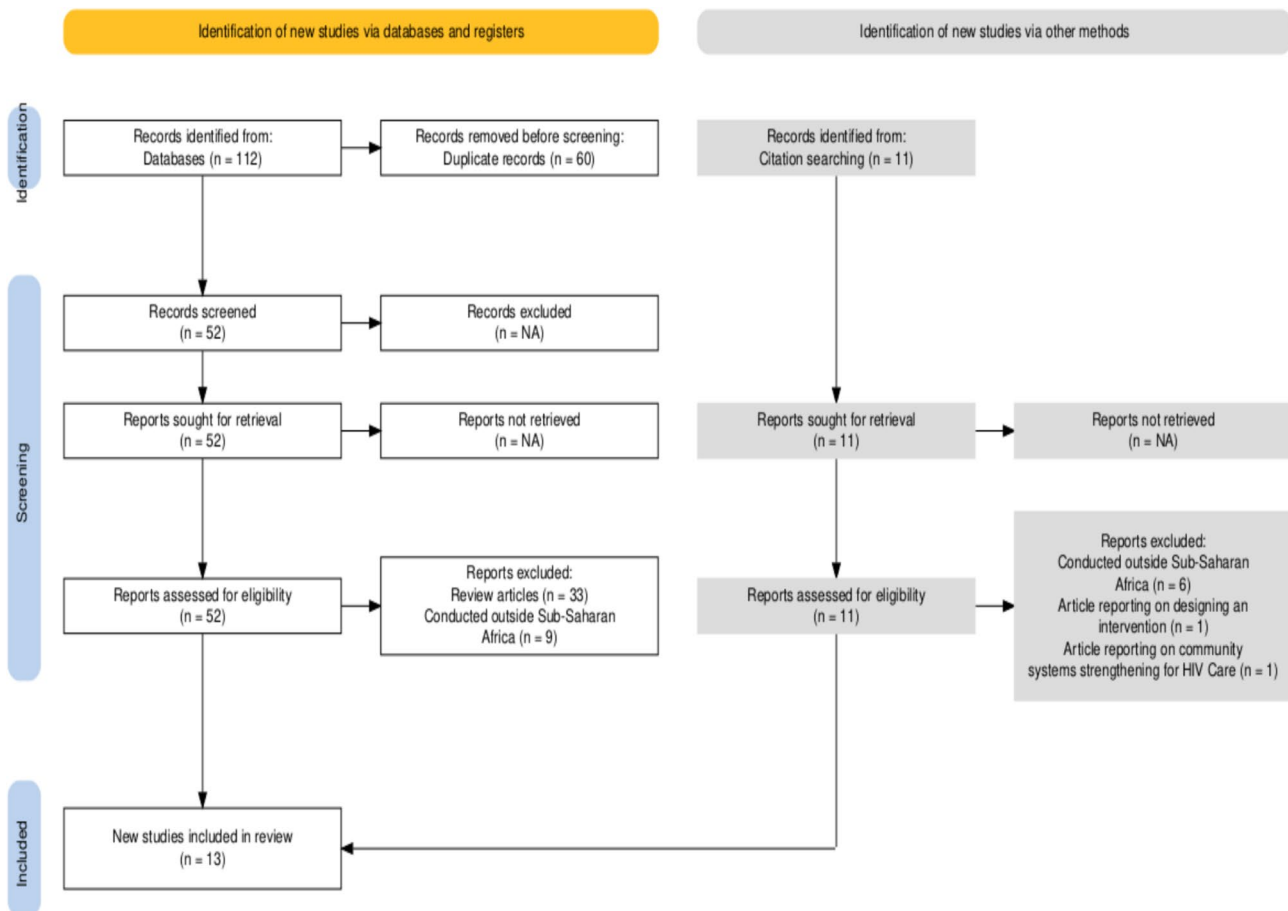 Identification of new studies via databases and registers
Identification of new studies via other methods
Identification
Records identified from:
Databases (n = 112)
Records removed before screening:
Duplicate records (n = 60)
Records identified from:
Citation searching (n = 11)
Screening
Records screened
(n = 52)
Records excluded
(n = NA)
Reports sought for retrieval
(n = 52)
Reports not retrieved
(n = NA)
Reports sought for retrieval
(n = 11)
Reports not retrieved
(n = NA)
Reports assessed for eligibility
(n = 52)
Reports excluded:
Review articles (n = 33)
Conducted outside Sub-Saharan
Africa (n = 9)
Reports assessed for eligibility
(n = 11)
Reports excluded:
Conducted outside Sub-Saharan
Africa (n = 6)
Article reporting on designing an
intervention (n = 1)
Article reporting on community
systems strengthening for HIV Care (n = 1)
Included
New studies included in review
(n = 13)